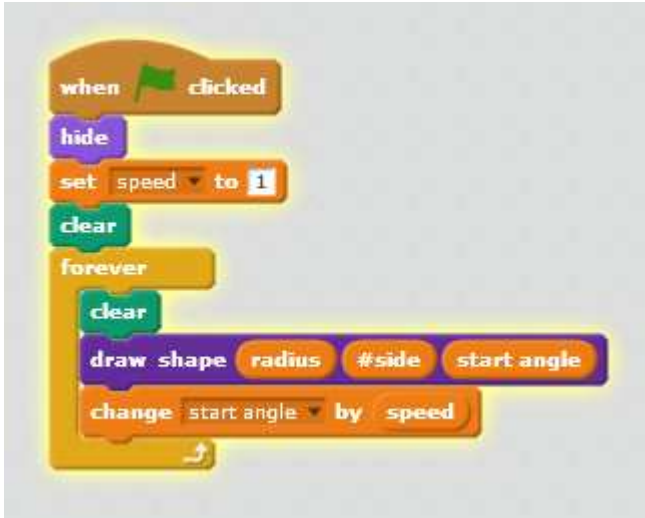 when clicked
hide
set speed to 1
clear
forever
clear
draw shape radius #side start angle
change start angle by speed